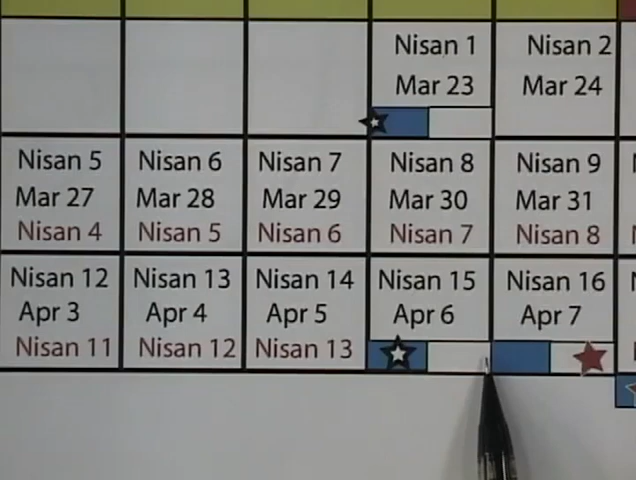 Nisan 1
Mar 23
Nisan 2
Mar 24
Nisan 5
Mar 27
Nisan 4
Nisan 6
Mar 28
Nisan 5
Nisan 7
Mar 29
Nisan 6
Nisan 8
Mar 30
Nisan 7
Nisan 9
Mar 31
Nisan 8
Nisan 12
Apr 3
Nisan 11
Nisan 13
Apr 4
Nisan 12
Nisan 14
Apr 5
Nisan 13
Nisan 15
Apr 6
Nisan 16
Apr 7